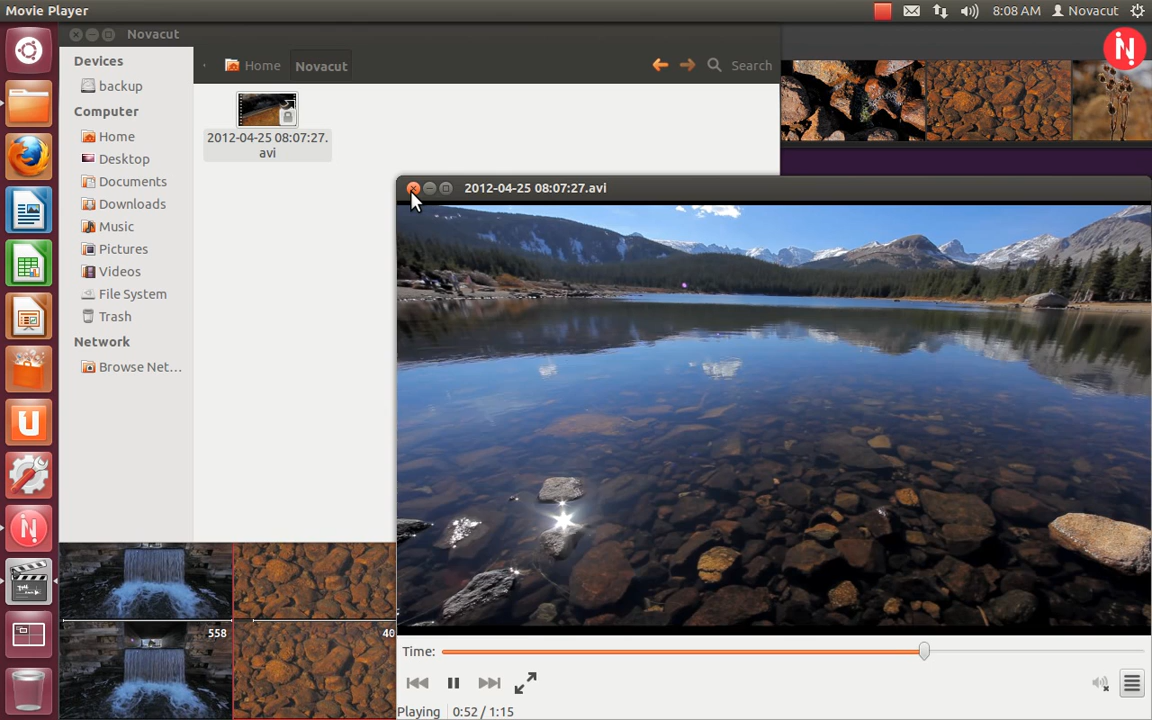 Movie Player
8:08 AM
Novacut
Novacut
Devices
backup
Computer
Home
Desktop
Documents
Downloads
Music
Pictures
Videos
File System
Trash
Network
Browse Net…
Home
Novacut
Search
2012-04-25 08:07:27.
avi
2012-04-25 08:07:27.avi
558
40
Time:
Playing
0:52 / 1:15